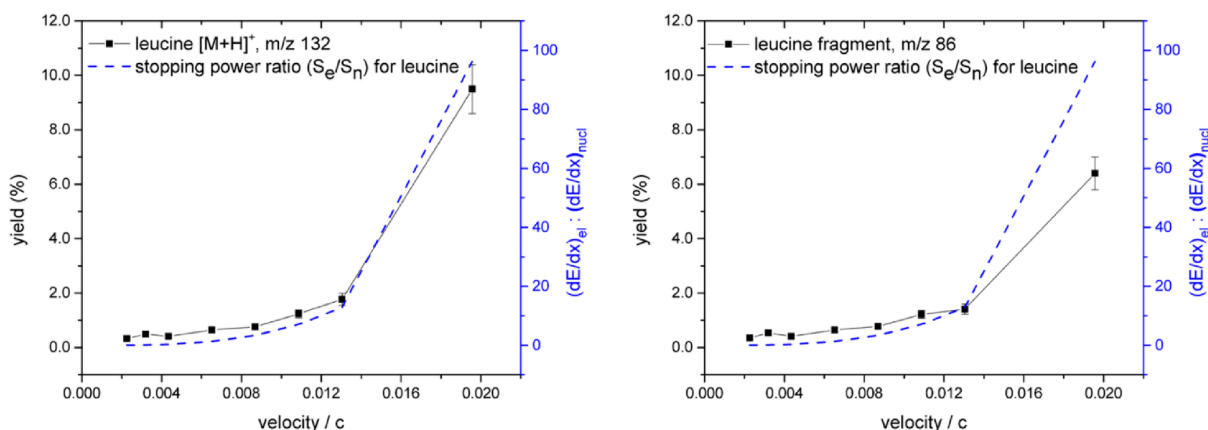 12.0
10.0
8.0
6.0
4.0
2.0
0.0
yield (%)
leucine [M+H]⁺, m/z 132
stopping power ratio (Sₑ/Sₙ) for leucine
100
80
60
40
20
0
(dE/dx)ₑₗ : (dE/dx)ₙᵤ꜀ₗ
0.000 0.004 0.008 0.012 0.016 0.020
velocity / c
12.0
10.0
8.0
6.0
4.0
2.0
0.0
yield (%)
leucine fragment, m/z 86
stopping power ratio (Sₑ/Sₙ) for leucine
100
80
60
40
20
0
(dE/dx)ₑₗ : (dE/dx)ₙᵤ꜀ₗ
0.000 0.004 0.008 0.012 0.016 0.020
velocity / c